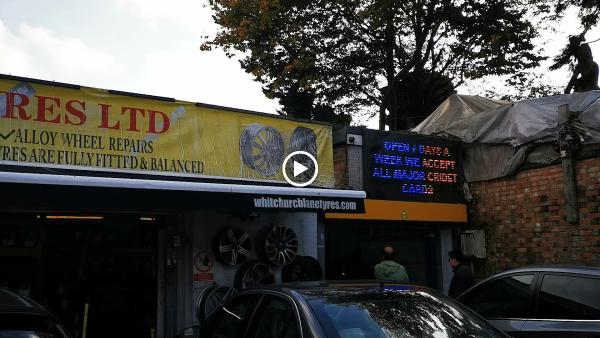 RES LTD
ALLOY WHEEL REPAIRS
YRES ARE FULLY FITTED & BALANCED
whitchurchlanetyres.com
OPEN 7 DAYS A
WEEK WE ACCEPT
ALL MAJOR CRIDET
CARDS